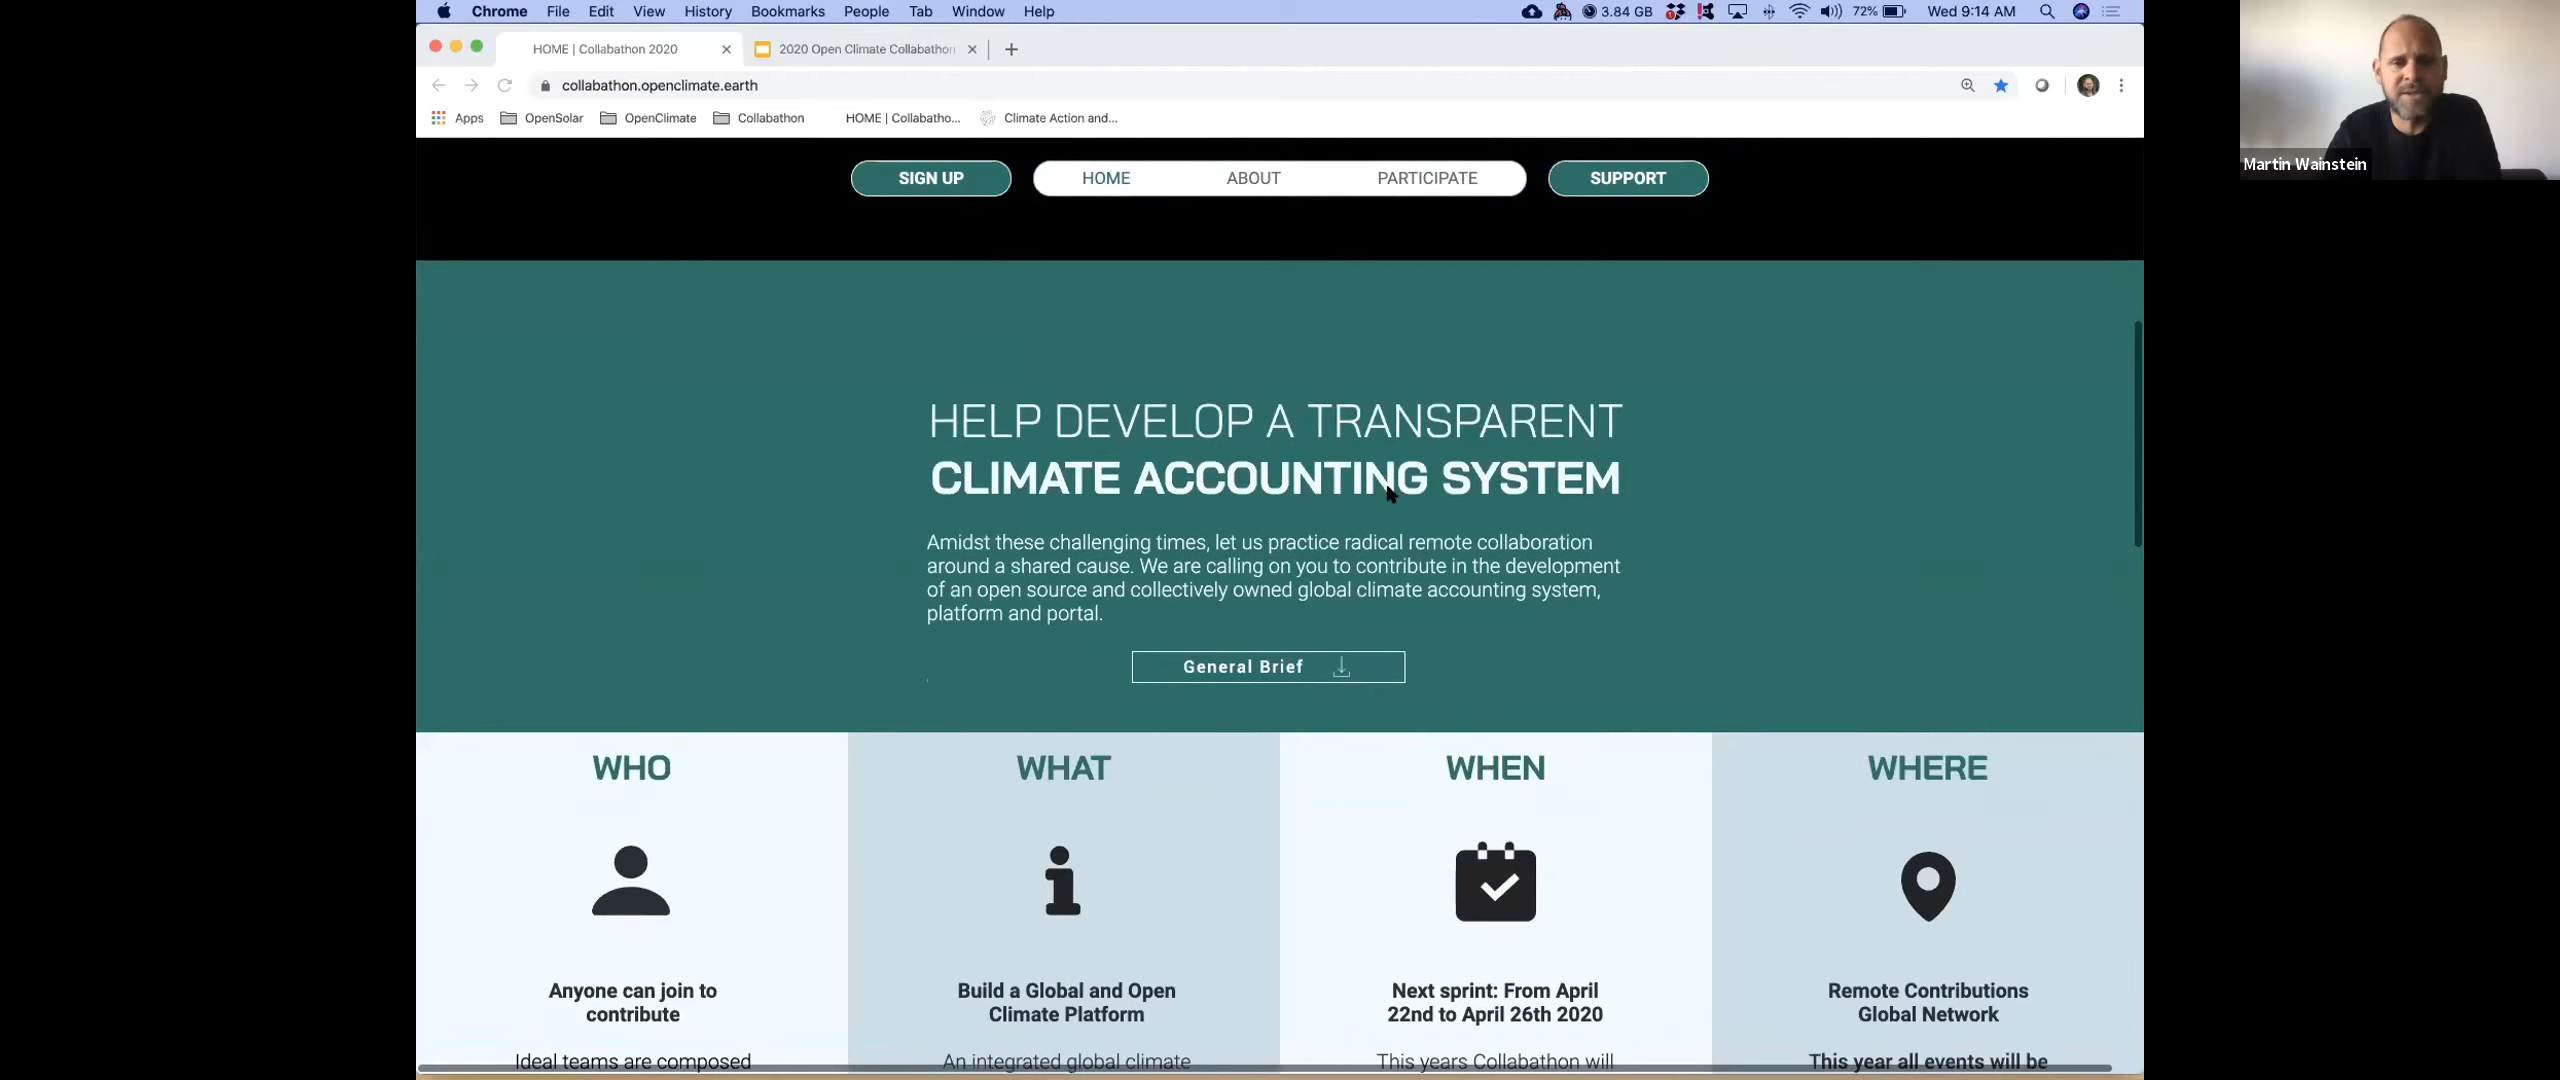 Chrome File Edit View History Bookmarks People Tab Window Help 3.84 GB 72% Wed 9:14 AM
HOME | Collabathon 2020 2020 Open Climate Collabathon
collabathon.openclimate.earth
Apps OpenSolar OpenClimate Collabathon HOME | Collabatho... Climate Action and...
Martin Wainstein
SIGN UP HOME ABOUT PARTICIPATE SUPPORT
HELP DEVELOP A TRANSPARENT
CLIMATE ACCOUNTING SYSTEM
Amidst these challenging times, let us practice radical remote collaboration
around a shared cause. We are calling on you to contribute in the development
of an open source and collectively owned global climate accounting system,
platform and portal.
General Brief
WHO
Anyone can join to
contribute
Ideal teams are composed
WHAT
Build a Global and Open
Climate Platform
An integrated global climate
WHEN
Next sprint: From April
22nd to April 26th 2020
This years Collabathon will
WHERE
Remote Contributions
Global Network
This year all events will be